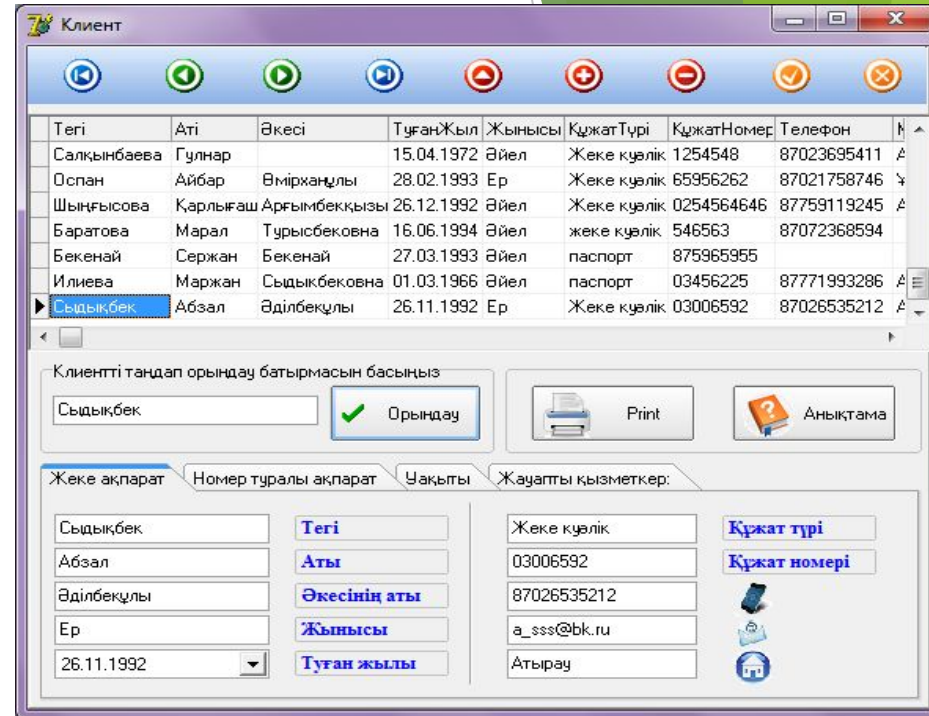 Клиент
Тегі Аті Әкесі ТуғанЖыл Жынысы ҚұжатТүрі ҚұжатНомер Телефон
Салқынбаева Гулнар 15.04.1972 Әйел Жеке куәлік 1254548 87023695411
Оспан Айбар Өмірханұлы 28.02.1993 Ер Жеке куәлік 65956262 87021758746
Шыңғысова Қарлығаш Арғымбекқызы 26.12.1992 Әйел Жеке куәлік 0254564646 87759119245
Баратова Марал Турысбековна 16.06.1994 Әйел жеке куәлік 546563 87072368594
Бекенай Сержан Бекенай 27.03.1993 Әйел паспорт 875965955
Илиева Маржан Сыдыкбековна 01.03.1966 Әйел паспорт 03456225 87771993286
Сыдықбек Абзал Әділбекұлы 26.11.1992 Ер Жеке куәлік 03006592 87026535212
Клиентті таңдап орындау батырмасын басыңыз
Сыдықбек Орындау Print Анықтама
Жеке ақпарат Номер туралы ақпарат Уақыты Жауапты қызметкер:
Сыдықбек Тегі Жеке куәлік Құжат түрі
Абзал Аты 03006592 Құжат номері
Әділбекұлы Әкесінің аты 87026535212
Ер Жынысы a_sss@bk.ru
26.11.1992 Туған жылы Атырау